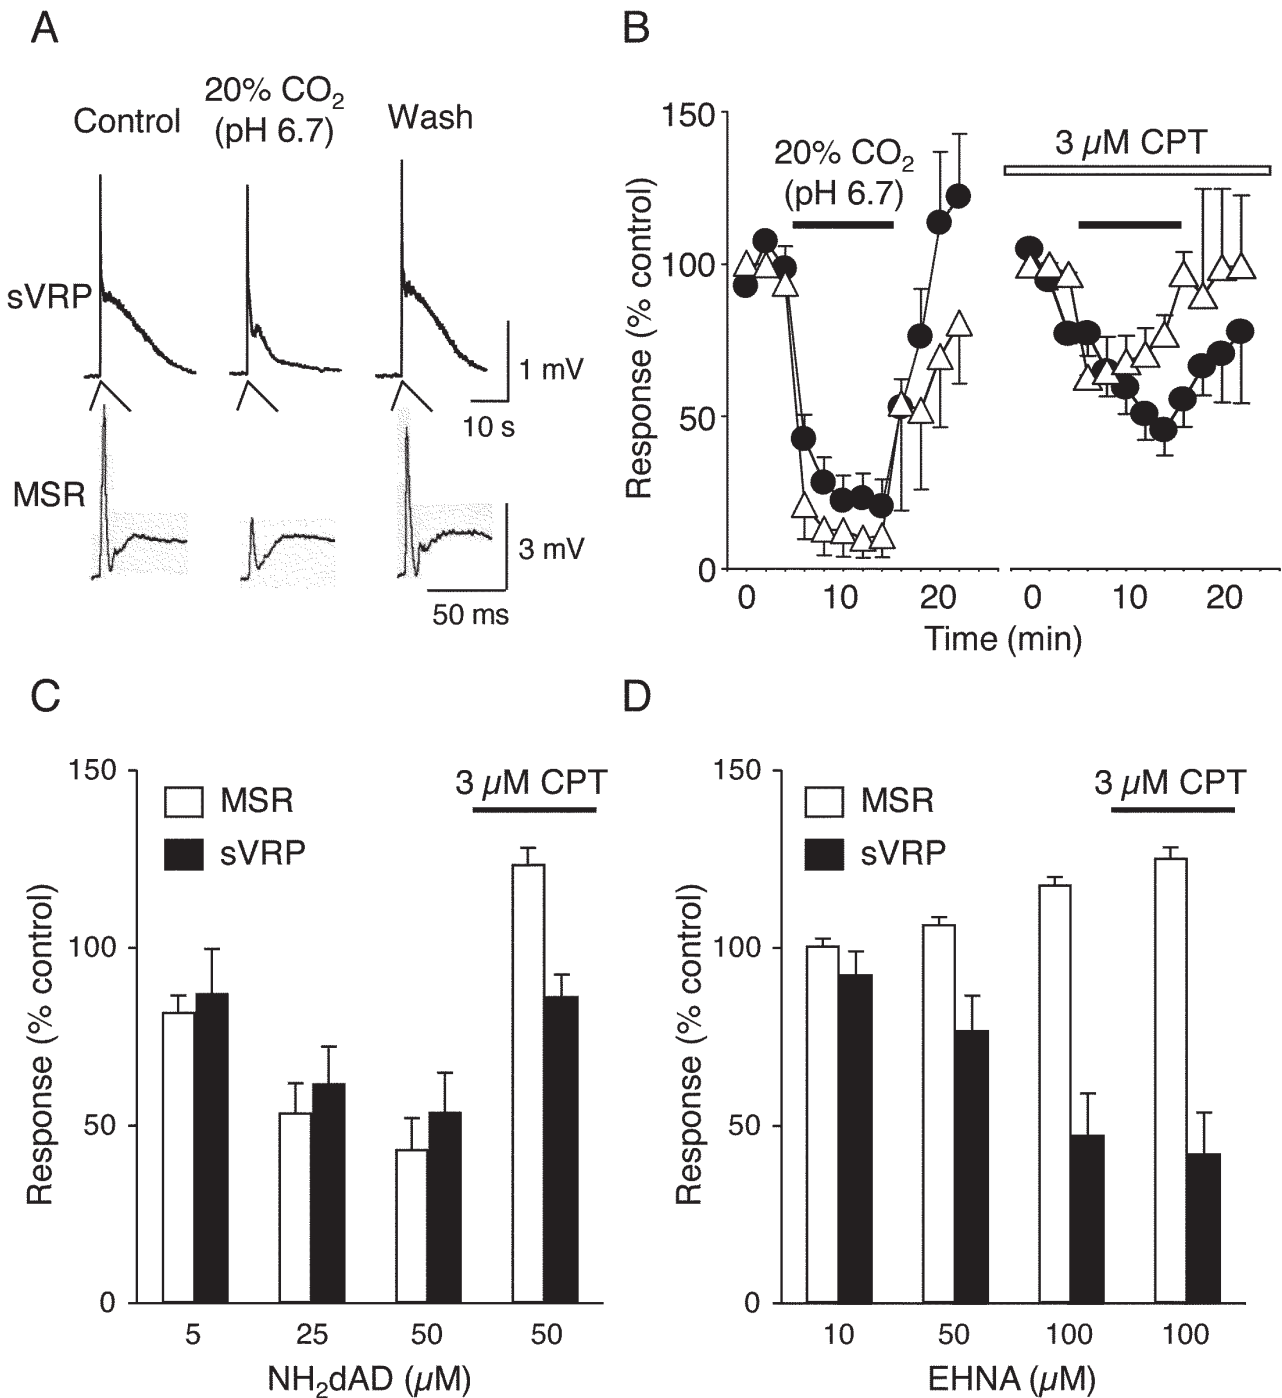 A
Control
20% CO2
(pH 6.7)
Wash
sVRP
1 mV
10 s
MSR
3 mV
50 ms
B
Response (% control)
150
100
50
0
20% CO2
(pH 6.7)
3 µM CPT
0 10 20 0 10 20
Time (min)
C
Response (% control)
150
100
50
0
MSR
sVRP
3 µM CPT
5 25 50 50
NH2dAD (µM)
D
Response (% control)
150
100
50
0
MSR
sVRP
3 µM CPT
10 50 100 100
EHNA (µM)